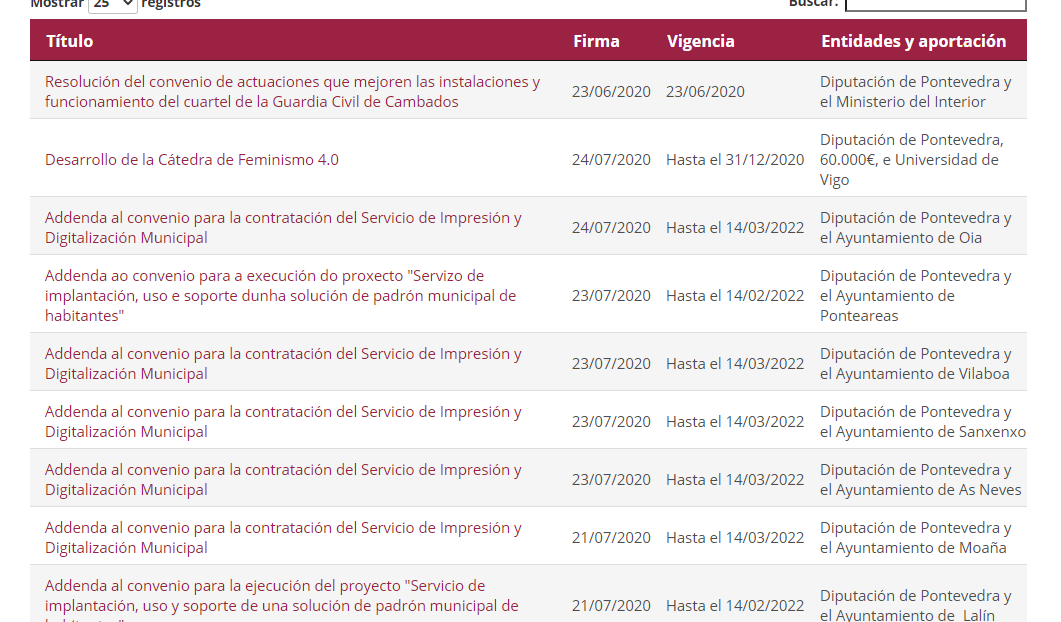 Mostrar 25 registros Buscar:
Título Firma Vigencia Entidades y aportación
Resolución del convenio de actuaciones que mejoren las instalaciones y
funcionamiento del cuartel de la Guardia Civil de Cambados
23/06/2020 23/06/2020
Diputación de Pontevedra y
el Ministerio del Interior
Desarrollo de la Cátedra de Feminismo 4.0
24/07/2020 Hasta el 31/12/2020
Diputación de Pontevedra,
60.000€, e Universidad de
Vigo
Addenda al convenio para la contratación del Servicio de Impresión y
Digitalización Municipal
24/07/2020 Hasta el 14/03/2022
Diputación de Pontevedra y
el Ayuntamiento de Oia
Addenda ao convenio para a execución do proxecto "Servizo de
implantación, uso e soporte dunha solución de padrón municipal de
habitantes"
23/07/2020 Hasta el 14/02/2022
Diputación de Pontevedra y
el Ayuntamiento de
Ponteareas
Addenda al convenio para la contratación del Servicio de Impresión y
Digitalización Municipal
23/07/2020 Hasta el 14/03/2022
Diputación de Pontevedra y
el Ayuntamiento de Vilaboa
Addenda al convenio para la contratación del Servicio de Impresión y
Digitalización Municipal
23/07/2020 Hasta el 14/03/2022
Diputación de Pontevedra y
el Ayuntamiento de Sanxenxo
Addenda al convenio para la contratación del Servicio de Impresión y
Digitalización Municipal
23/07/2020 Hasta el 14/03/2022
Diputación de Pontevedra y
el Ayuntamiento de As Neves
Addenda al convenio para la contratación del Servicio de Impresión y
Digitalización Municipal
21/07/2020 Hasta el 14/03/2022
Diputación de Pontevedra y
el Ayuntamiento de Moaña
Addenda al convenio para la ejecución del proyecto "Servicio de
implantación, uso y soporte de una solución de padrón municipal de
21/07/2020 Hasta el 14/02/2022
Diputación de Pontevedra y
el Ayuntamiento de Lalín